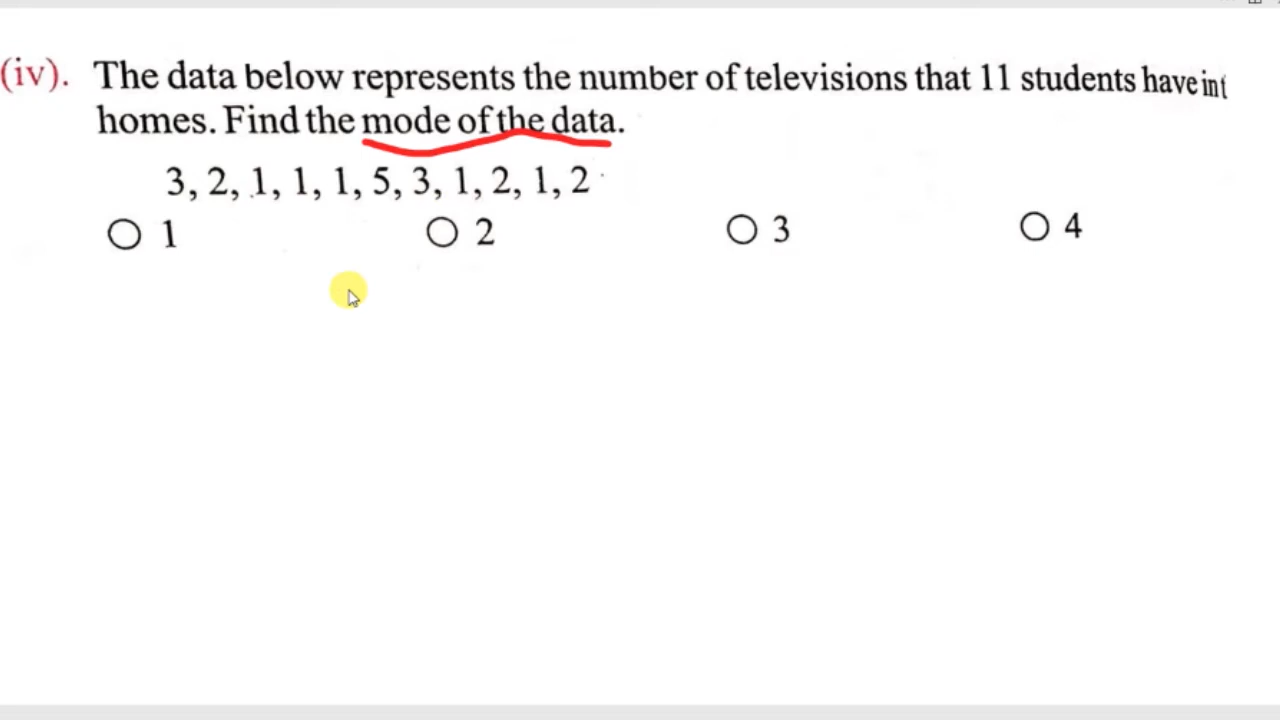 (iv). The data below represents the number of televisions that 11 students have in t
homes. Find the mode of the data.
3, 2, 1, 1, 1, 5, 3, 1, 2, 1, 2
○ 1 ○ 2 ○ 3 ○ 4